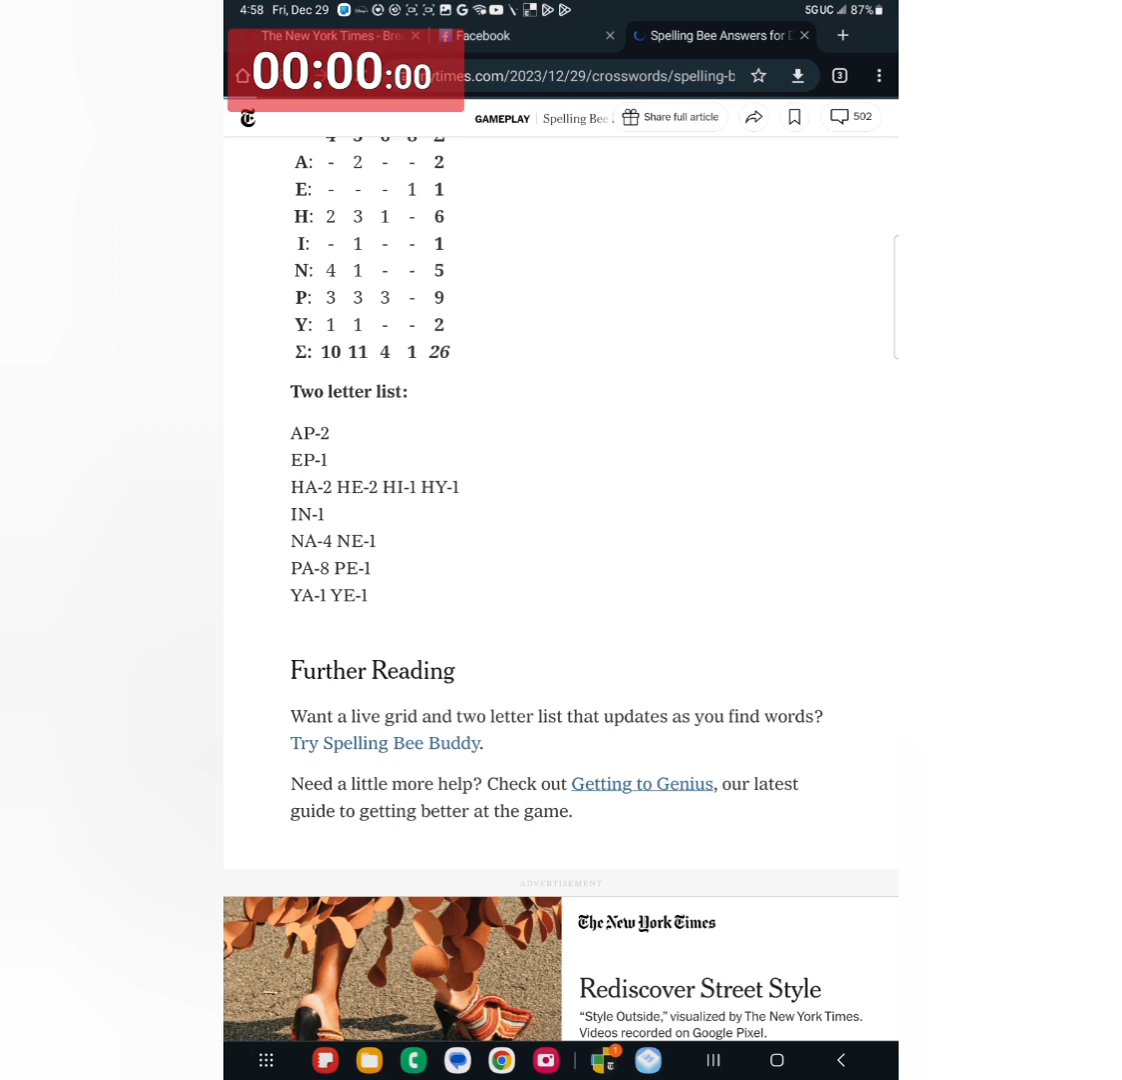 4:58 Fri, Dec 29
5G UC 87%
The New York Times - Bre
Facebook
Spelling Bee Answers for D
00:00:00
times.com/2023/12/29/crosswords/spelling-b
3
GAMEPLAY
Spelling Bee
Share full article
502
4 5 6 8 Σ
A: - 2 - - 2
E: - - - 1 1
H: 2 3 1 - 6
I: - 1 - - 1
N: 4 1 - - 5
P: 3 3 3 - 9
Y: 1 1 - - 2
Σ: 10 11 4 1 26
Two letter list:
AP-2
EP-1
HA-2 HE-2 HI-1 HY-1
IN-1
NA-4 NE-1
PA-8 PE-1
YA-1 YE-1
Further Reading
Want a live grid and two letter list that updates as you find words?
Try Spelling Bee Buddy.
Need a little more help? Check out Getting to Genius, our latest
guide to getting better at the game.
ADVERTISEMENT
The New York Times
Rediscover Street Style
“Style Outside,” visualized by The New York Times.
Videos recorded on Google Pixel.
1